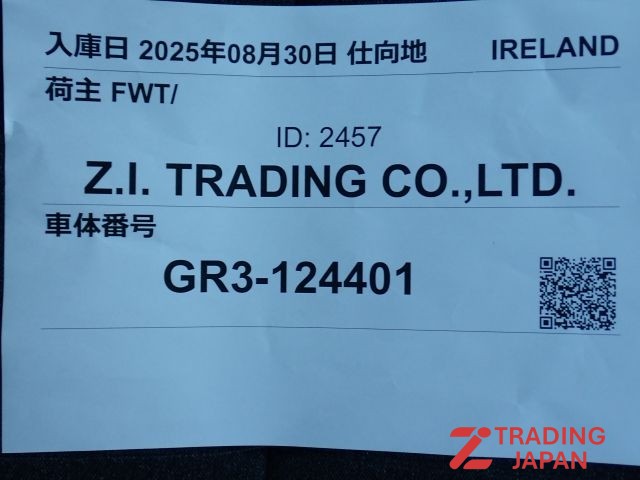 入庫日 2025年08月30日 仕向地 IRELAND
荷主 FWT/
ID: 2457
Z.I. TRADING CO.,LTD.
車体番号
GR3-124401
TRADING
JAPAN